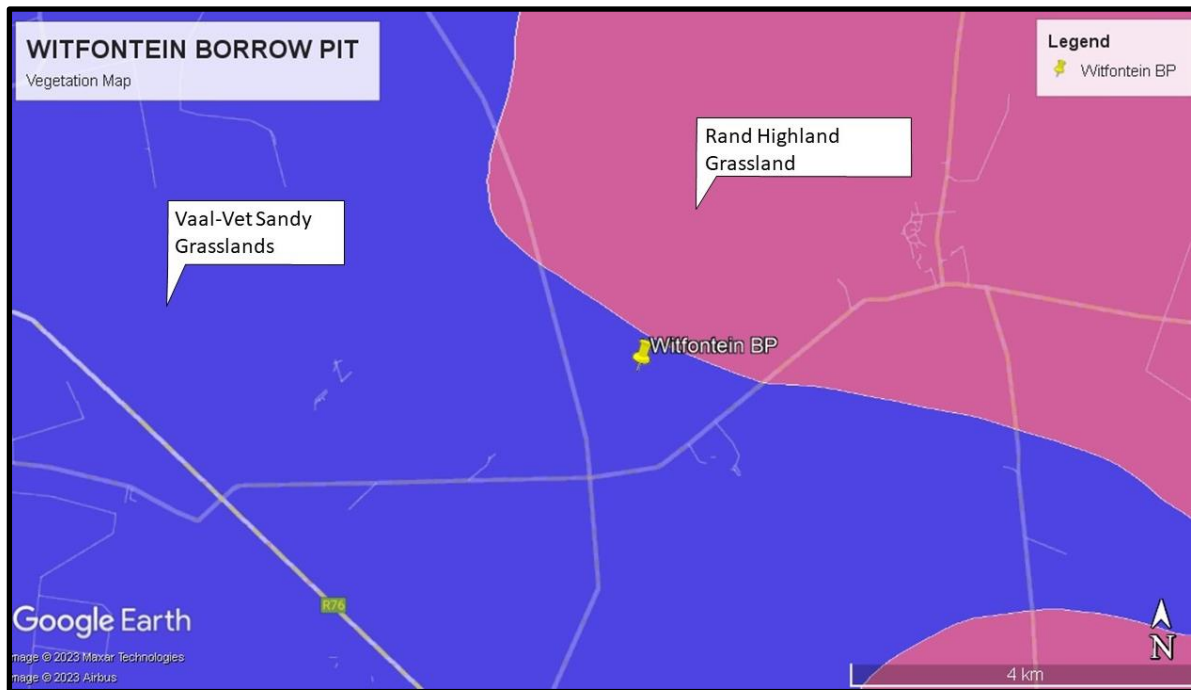 WITFONTEIN BORROW PIT
Vegetation Map
Legend
Witfontein BP
Rand Highland
Grassland
Vaal-Vet Sandy
Grasslands
Witfontein BP
R76
Google Earth
mage © 2023 Maxar Technologies
mage © 2023 Airbus
N
4 km